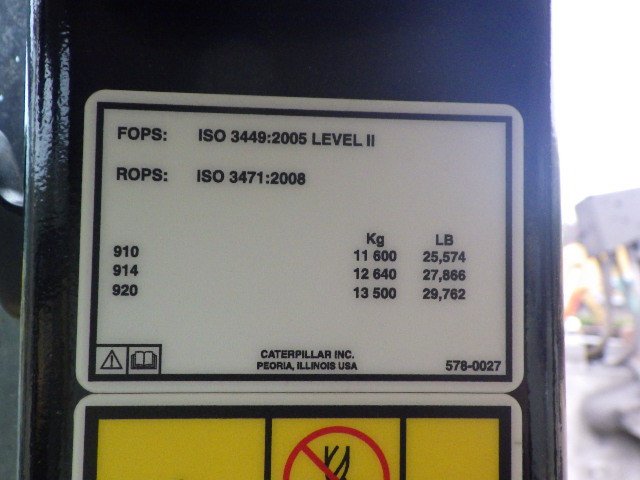 FOPS: ISO 3449:2005 LEVEL II
ROPS: ISO 3471:2008
Kg LB
910 11 600 25,574
914 12 640 27,866
920 13 500 29,762
CATERPILLAR INC.
PEORIA, ILLINOIS USA
578-0027